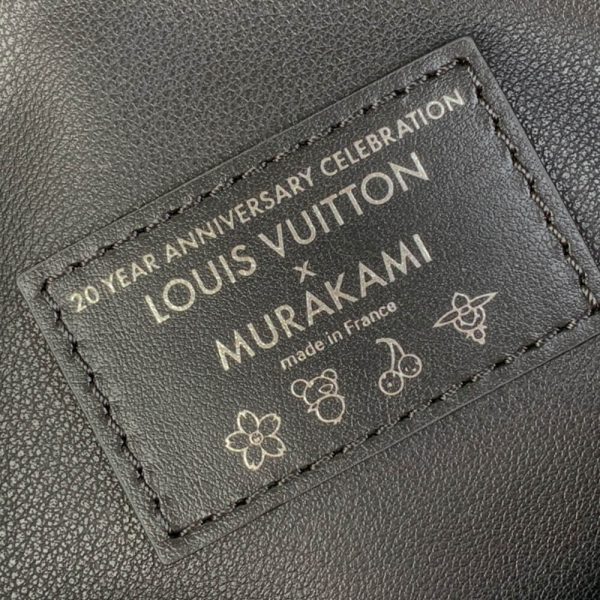 20 YEAR ANNIVERSARY CELEBRATION
LOUIS VUITTON
x
MURAKAMI
made in France